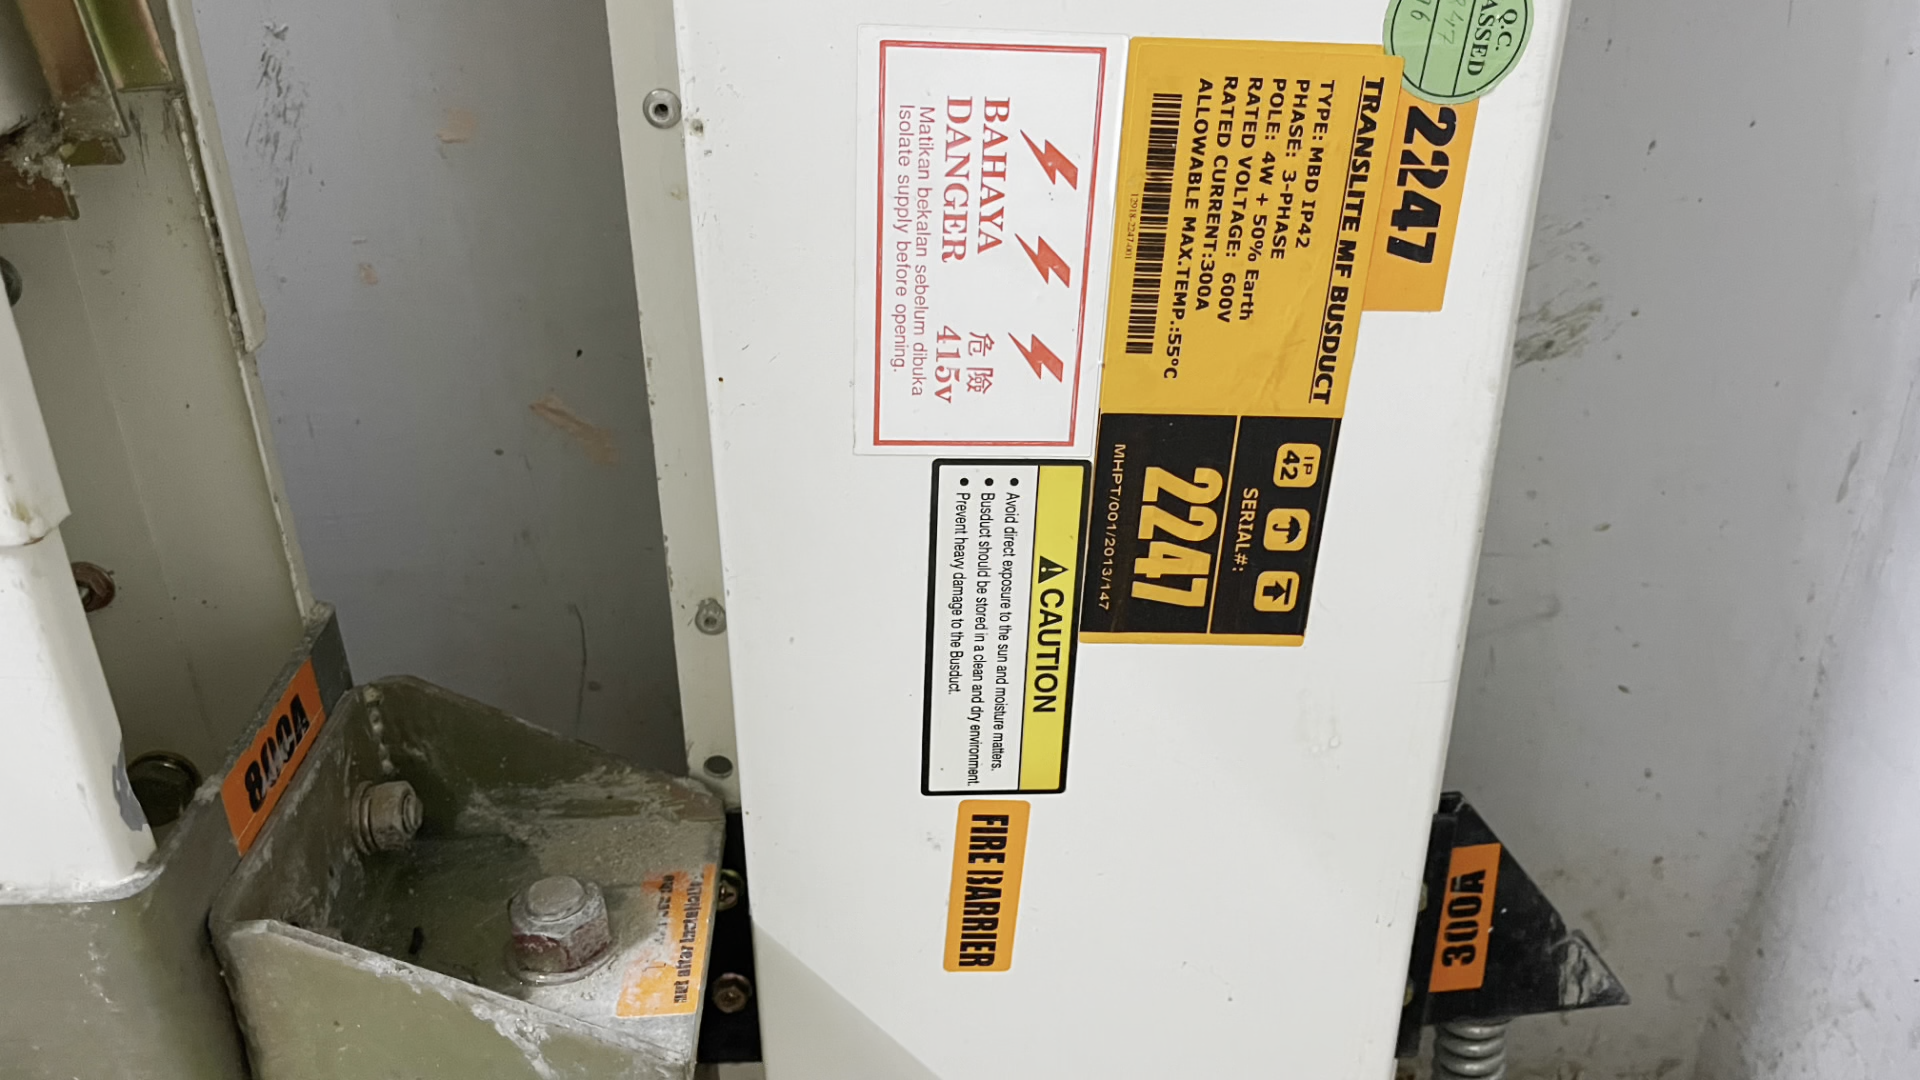 Q.C.
PASSED
2247
TRANSLITE MF BUSDUCT
TYPE: MBD IP42
PHASE: 3-PHASE
POLE: 4W + 50% Earth
RATED VOLTAGE: 600V
RATED CURRENT:300A
ALLOWABLE MAX.TEMP.:55°C
12918-2247-001
IP
42
SERIAL#:
2247
MHPT/001/2013/147
BAHAYA 危 險
DANGER 415v
Matikan bekalan sebelum dibuka
Isolate supply before opening.
CAUTION
• Avoid direct exposure to the sun and moisture matters.
• Busduct should be stored in a clean and dry environment.
• Prevent heavy damage to the Busduct.
FIRE BARRIER
800A
300A